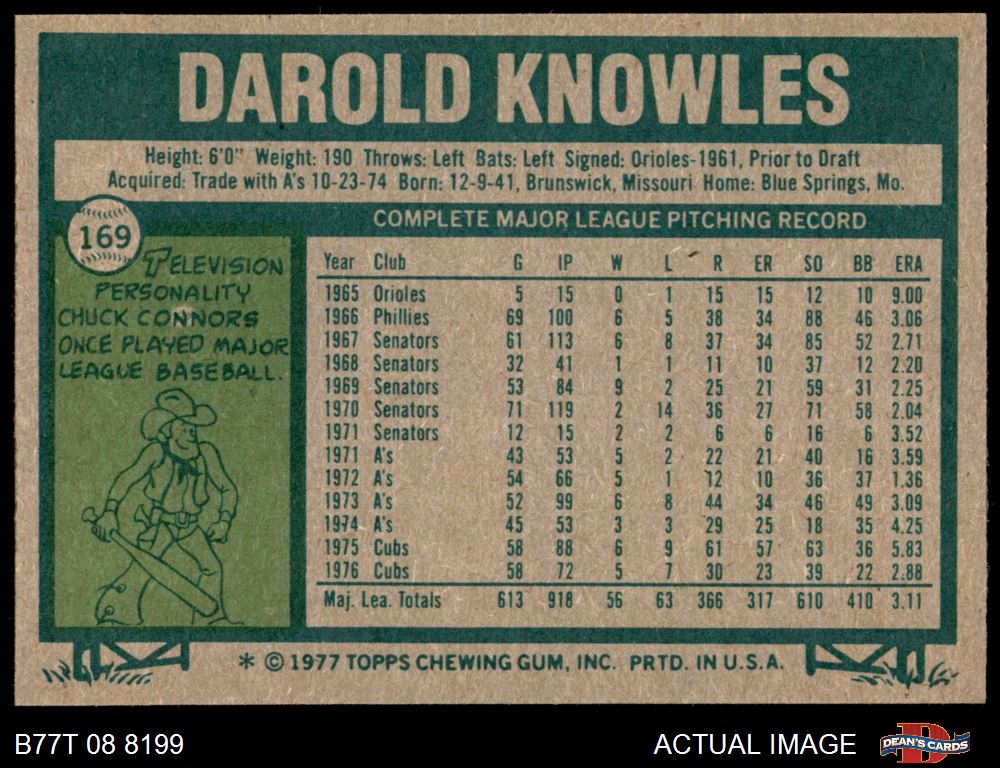 DAROLD KNOWLES
Height: 6'0" Weight: 190 Throws: Left Bats: Left Signed: Orioles-1961, Prior to Draft
Acquired: Trade with A's 10-23-74 Born: 12-9-41, Brunswick, Missouri Home: Blue Springs, Mo.
169
TELEVISION
PERSONALITY
CHUCK CONNORS
ONCE PLAYED MAJOR
LEAGUE BASEBALL.
COMPLETE MAJOR LEAGUE PITCHING RECORD
Year Club G IP W L R ER SO BB ERA
1965 Orioles 5 15 0 1 15 15 12 10 9.00
1966 Phillies 69 100 6 5 38 34 88 46 3.06
1967 Senators 61 113 6 8 37 34 85 52 2.71
1968 Senators 32 41 1 1 11 10 37 12 2.20
1969 Senators 53 84 9 2 25 21 59 31 2.25
1970 Senators 71 119 2 14 36 27 71 58 2.04
1971 Senators 12 15 2 2 6 6 16 6 3.52
1971 A's 43 53 5 2 22 21 40 16 3.59
1972 A's 54 66 5 1 12 10 36 37 1.36
1973 A's 52 99 6 8 44 34 46 49 3.09
1974 A's 45 53 3 3 29 25 18 35 4.25
1975 Cubs 58 88 6 9 61 57 63 36 5.83
1976 Cubs 58 72 5 7 30 23 39 22 2.88
Maj. Lea. Totals 613 918 56 63 366 317 610 410 3.11
* © 1977 TOPPS CHEWING GUM, INC. PRTD. IN U.S.A.
B77T 08 8199
ACTUAL IMAGE
D
DEAN'S CARDS